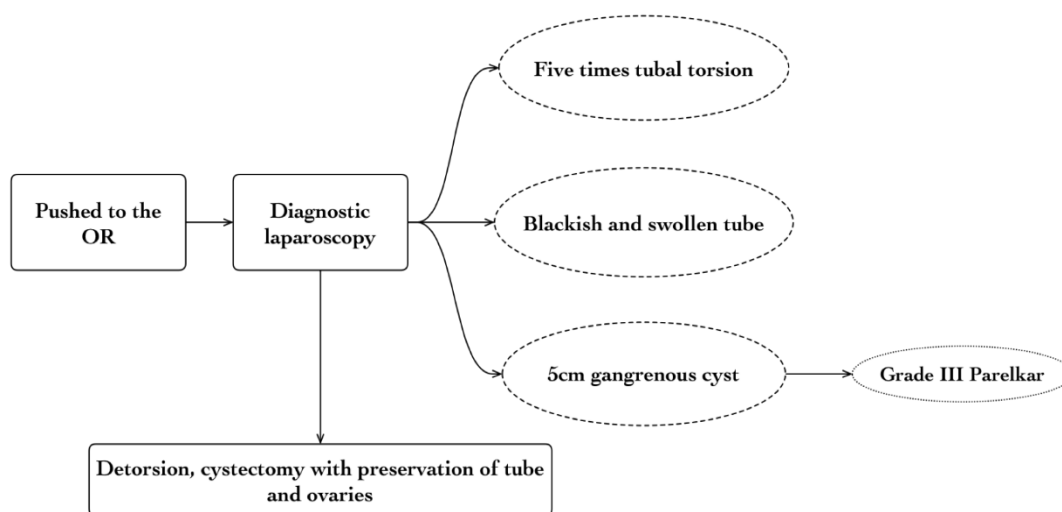 Five times tubal torsion
Pushed to the
OR
Diagnostic
laparoscopy
Blackish and swollen tube
5cm gangrenous cyst
Grade III Parelkar
Detorsion, cystectomy with preservation of tube
and ovaries